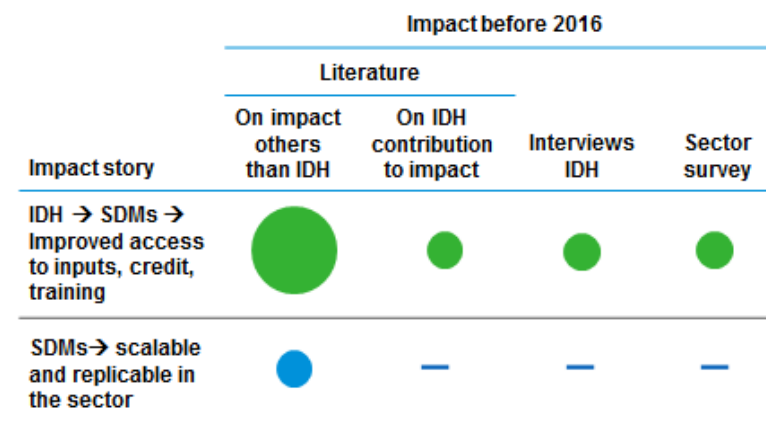 Impact before 2016
Literature
On impact
others
than IDH
On IDH
contribution
to impact
Interviews
IDH
Sector
survey
Impact story
IDH → SDMs →
Improved access
to inputs, credit,
training
SDMs→ scalable
and replicable in
the sector